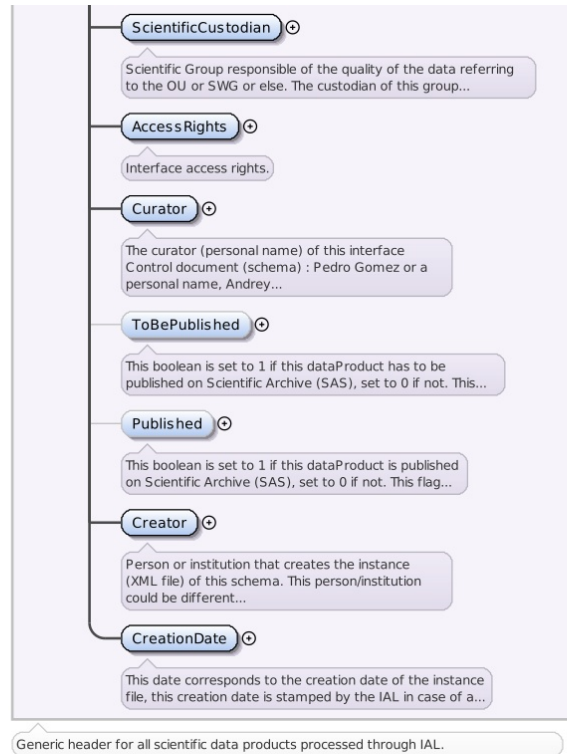 ScientificCustodian
Scientific Group responsible of the quality of the data referring
to the OU or SWG or else. The custodian of this group...
AccessRights
Interface access rights.
Curator
The curator (personal name) of this interface
Control document (schema) : Pedro Gomez or a
personal name, Andrey...
ToBePublished
This boolean is set to 1 if this dataProduct has to be
published on Scientific Archive (SAS), set to 0 if not. This...
Published
This boolean is set to 1 if this dataProduct is published
on Scientific Archive (SAS), set to 0 if not. This flag...
Creator
Person or institution that creates the instance
(XML file) of this schema. This person/institution
could be different...
CreationDate
This date corresponds to the creation date of the instance
file, this creation date is stamped by the IAL in case of a...
Generic header for all scientific data products processed through IAL.